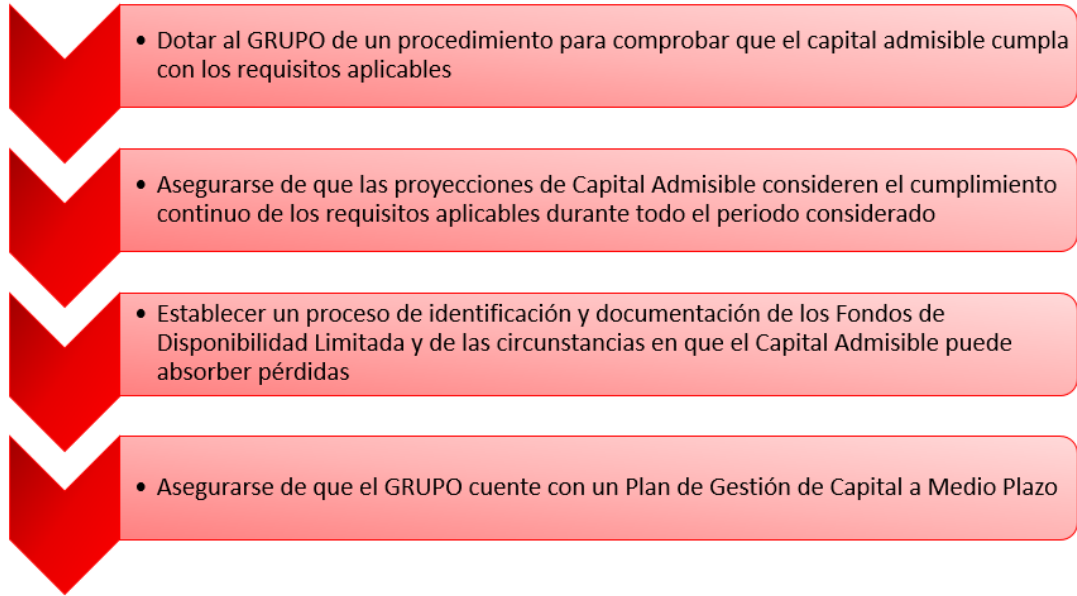 • Dotar al GRUPO de un procedimiento para comprobar que el capital admisible cumpla
con los requisitos aplicables
• Asegurarse de que las proyecciones de Capital Admisible consideren el cumplimiento
continuo de los requisitos aplicables durante todo el periodo considerado
• Establecer un proceso de identificación y documentación de los Fondos de
Disponibilidad Limitada y de las circunstancias en que el Capital Admisible puede
absorber pérdidas
• Asegurarse de que el GRUPO cuente con un Plan de Gestión de Capital a Medio Plazo